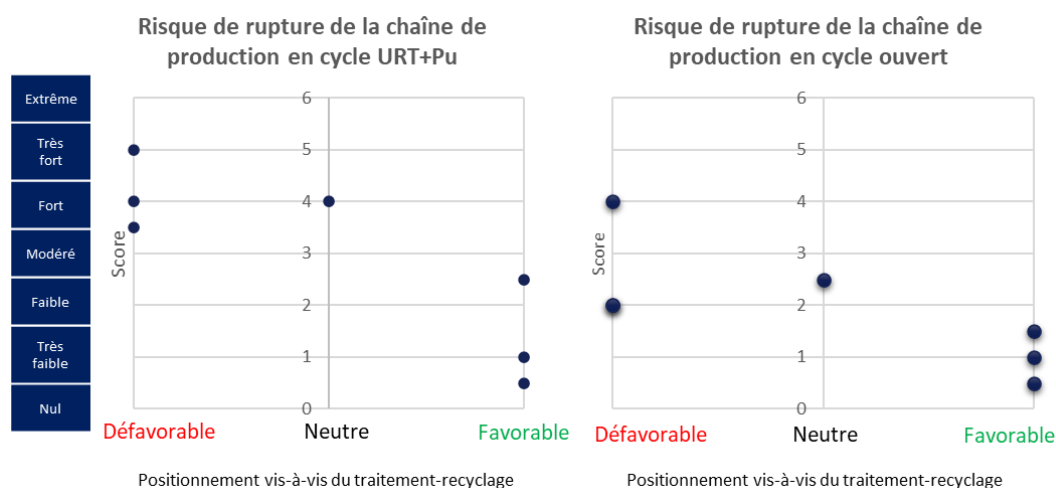 Risque de rupture de la chaîne de
production en cycle URT+Pu
Extrême
Très
fort
Fort
Modéré
Faible
Très
faible
Nul
Score
6
5
4
3
2
1
0
Défavorable
Neutre
Favorable
Positionnement vis-à-vis du traitement-recyclage
Risque de rupture de la chaîne de
production en cycle ouvert
Score
6
5
4
3
2
1
0
Défavorable
Neutre
Favorable
Positionnement vis-à-vis du traitement-recyclage